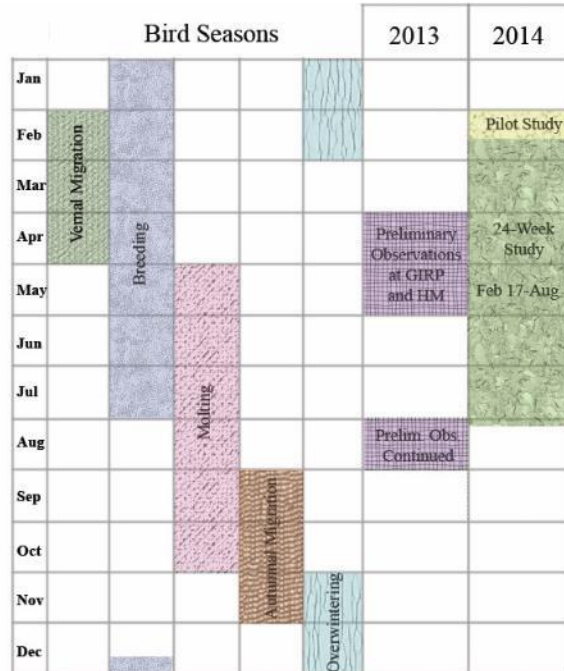 Bird Seasons
2013
2014
Jan
Feb
Mar
Apr
May
Jun
Jul
Aug
Sep
Oct
Nov
Dec
Vernal Migration
Breeding
Molting
Autumnal Migration
Overwintering
Preliminary
Observations
at GIRP
and HM
Prelim. Obs.
Continued
Pilot Study
24-Week
Study
Feb 17-Aug